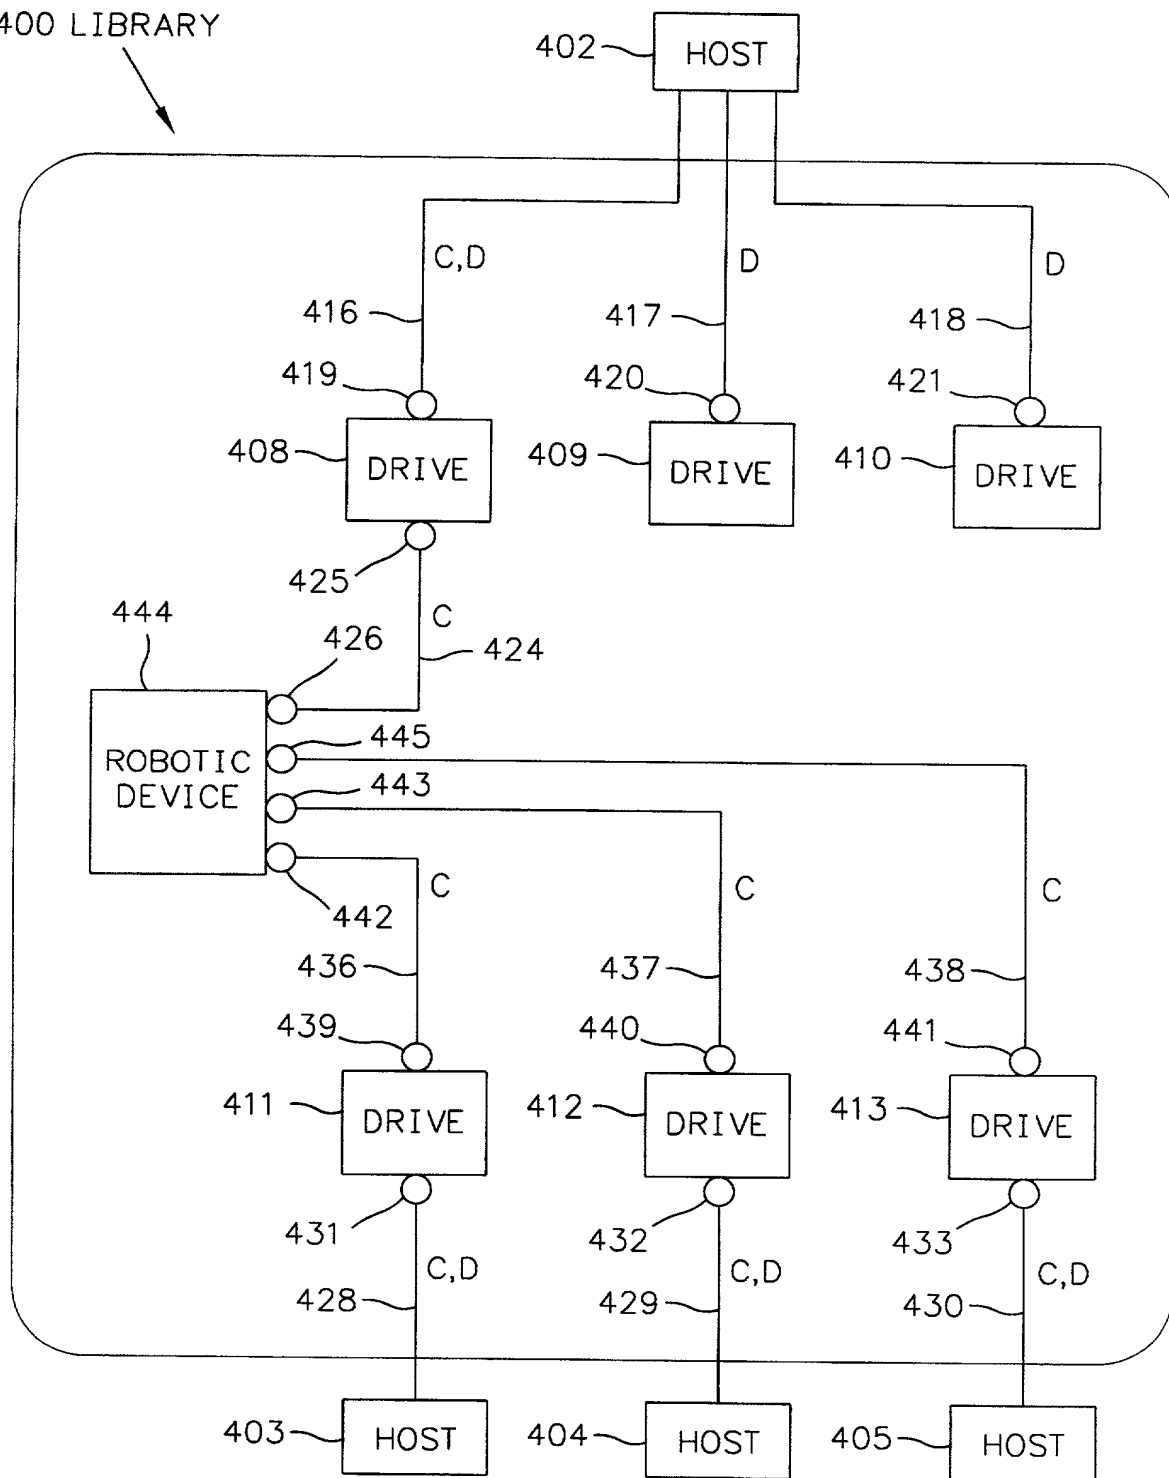 400 LIBRARY
402
HOST
C,D
D
D
416
417
418
419
420
421
408
DRIVE
409
DRIVE
410
DRIVE
425
444
426
C
424
445
ROBOTIC
DEVICE
443
442
C
C
C
436
437
438
439
440
441
411
DRIVE
412
DRIVE
413
DRIVE
431
432
433
C,D
C,D
C,D
428
429
430
403
HOST
404
HOST
405
HOST